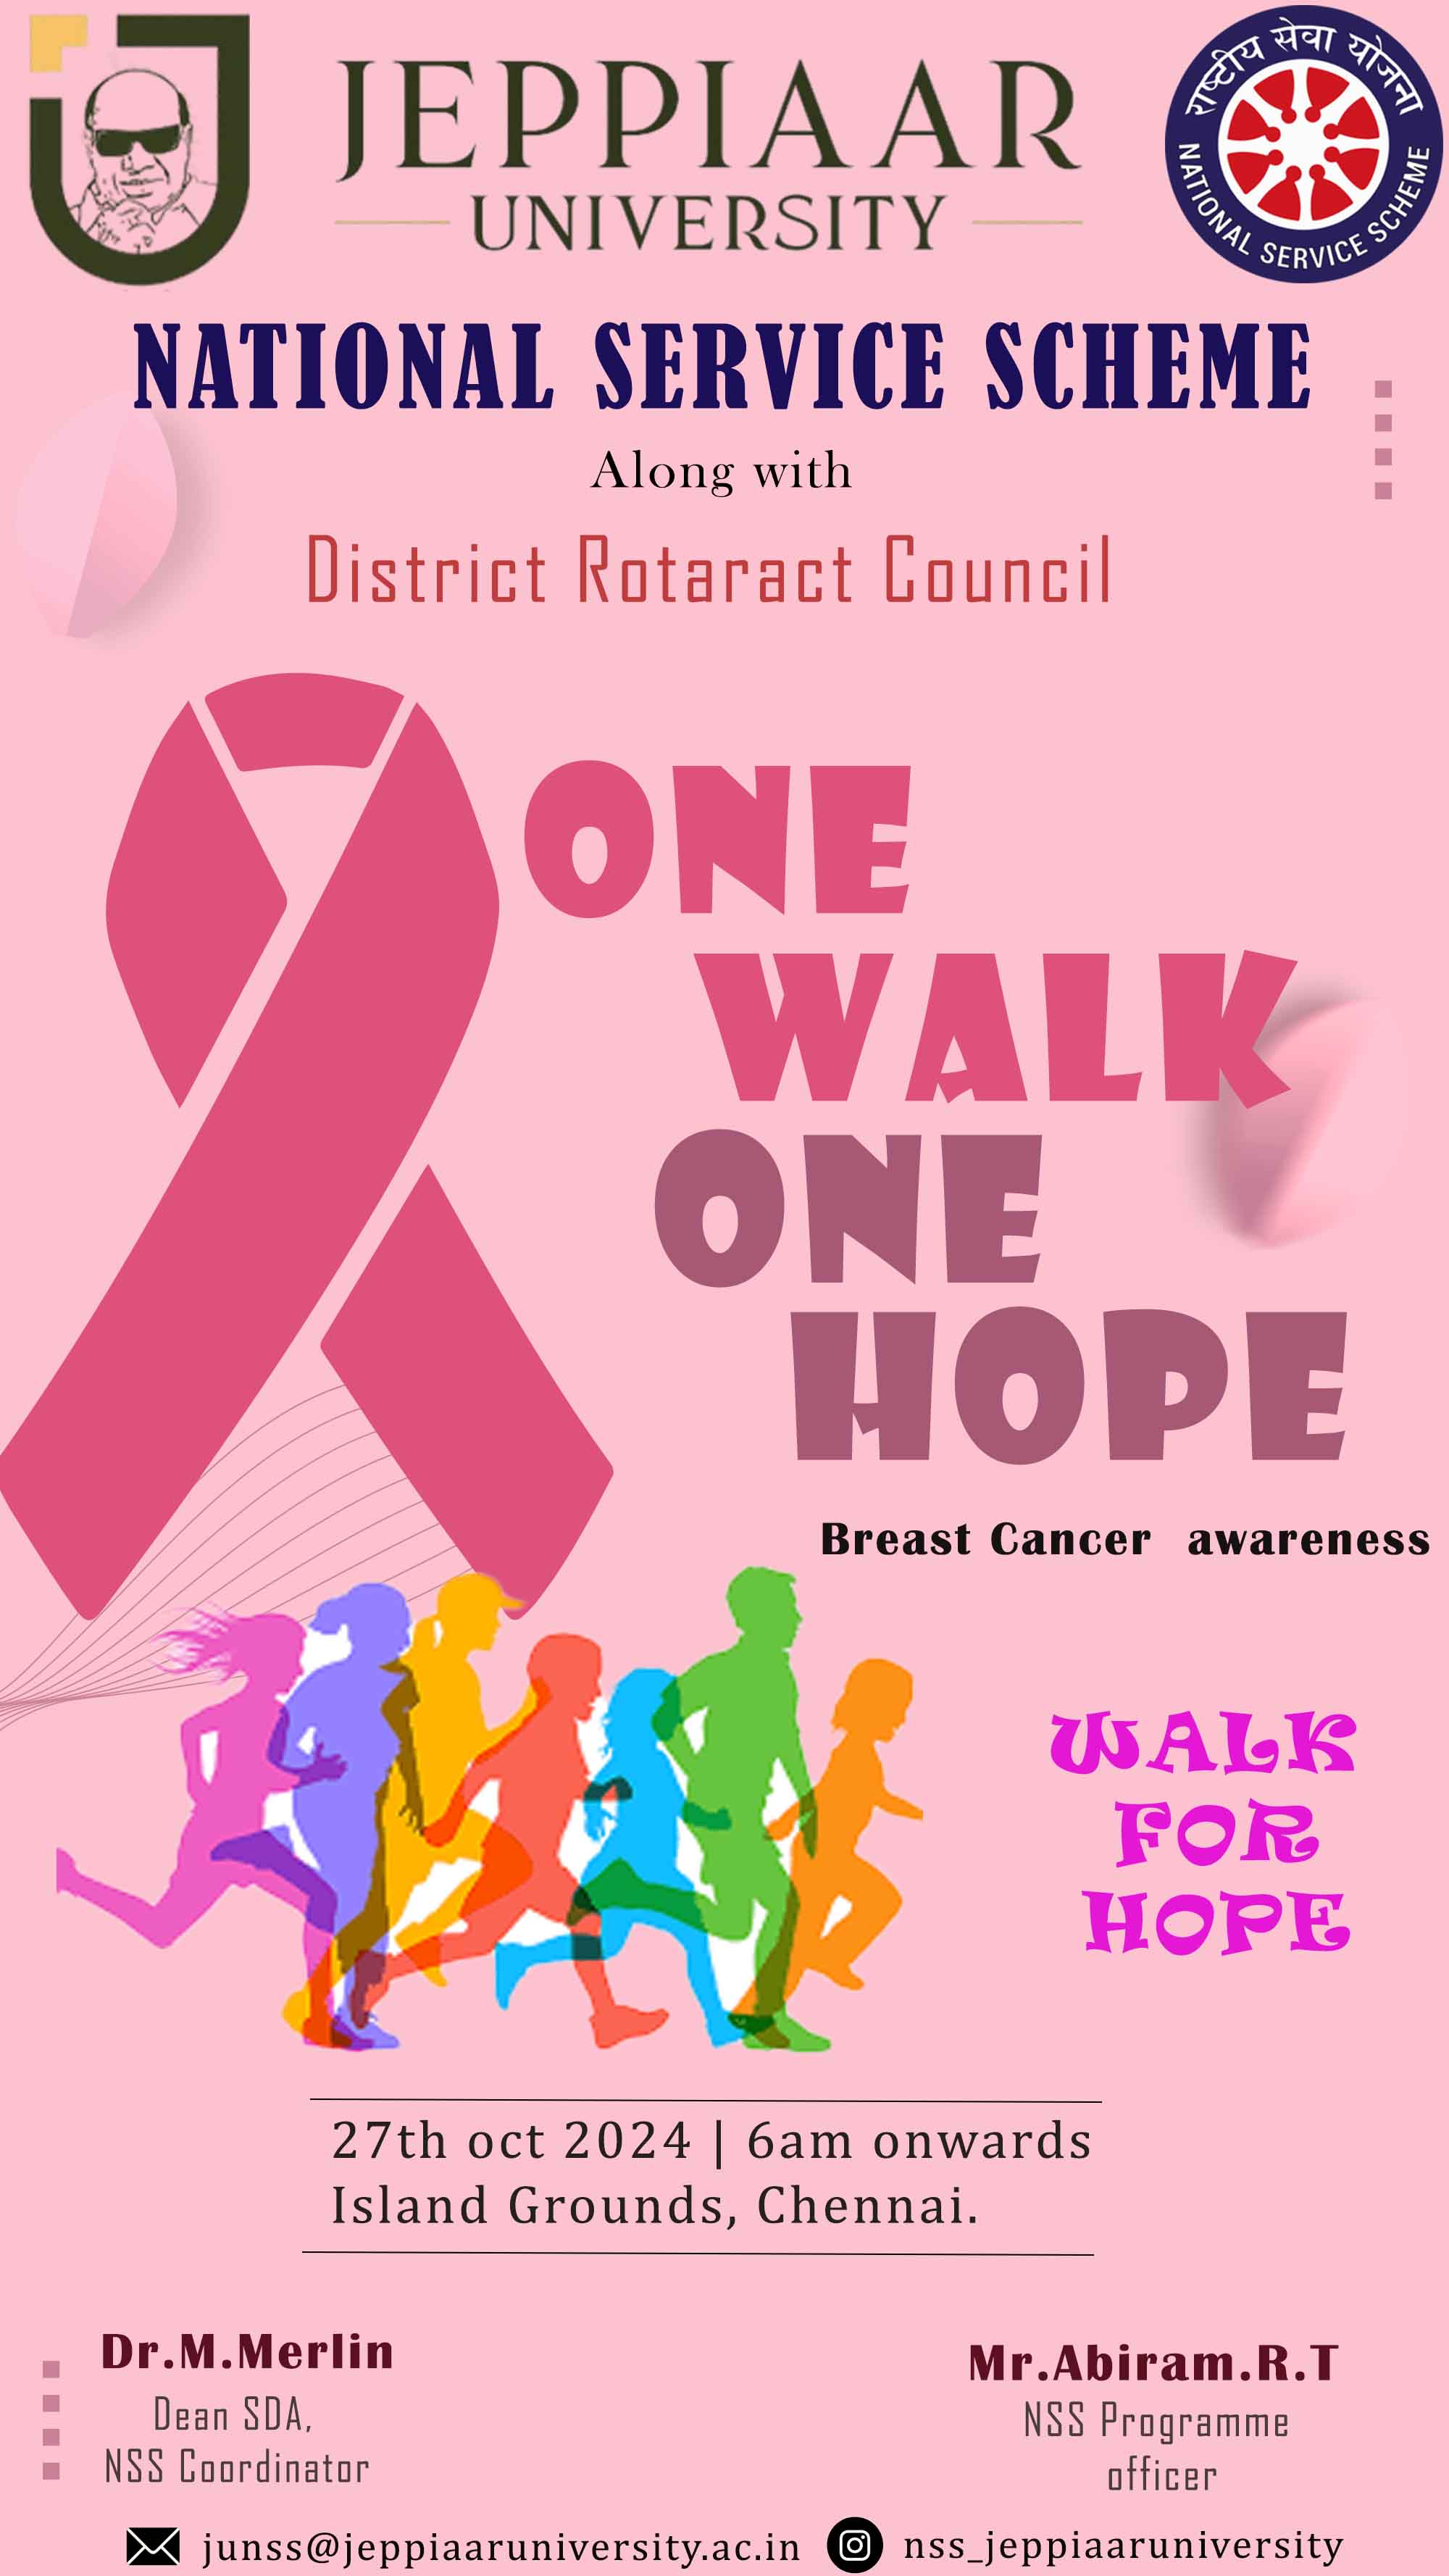 JEPPIAAR
UNIVERSITY
राष्ट्रीय सेवा योजना
NATIONAL SERVICE SCHEME
NATIONAL SERVICE SCHEME
Along with
District Rotaract Council
ONE
WALK
ONE
HOPE
Breast Cancer awareness
WALK
FOR
HOPE
27th oct 2024 | 6am onwards
Island Grounds, Chennai.
Dr.M.Merlin
Dean SDA,
NSS Coordinator
Mr.Abiram.R.T
NSS Programme
officer
junss@jeppiaaruniversity.ac.in
nss_jeppiaaruniversity